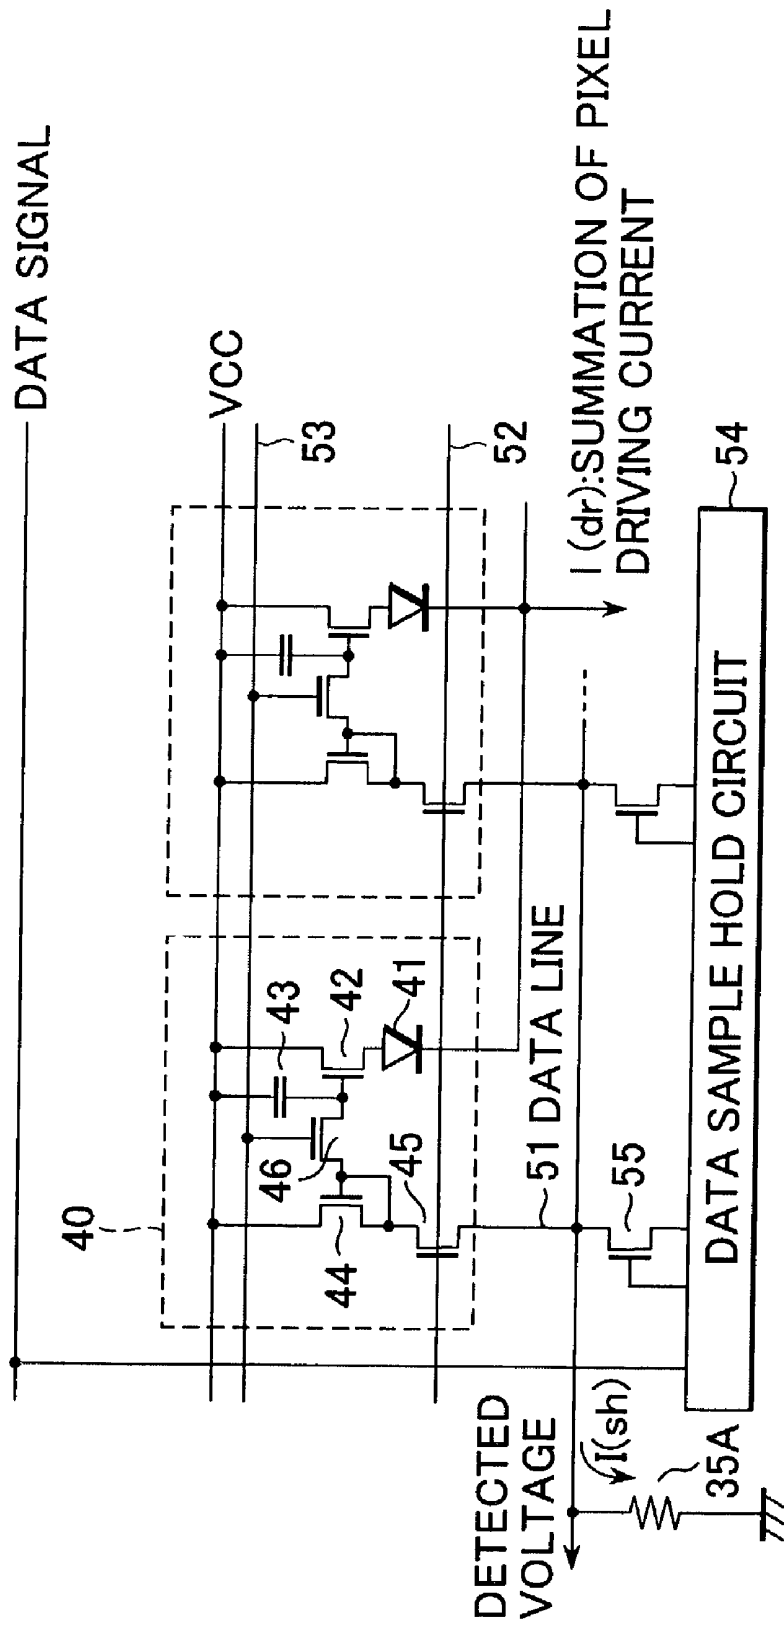 DATA SIGNAL
VCC
53
52
I (dr):SUMMATION OF PIXEL
DRIVING CURRENT
54
40
43
42
41
46
44
45
51 DATA LINE
55
DATA SAMPLE HOLD CIRCUIT
DETECTED
VOLTAGE
I(sh)
35A